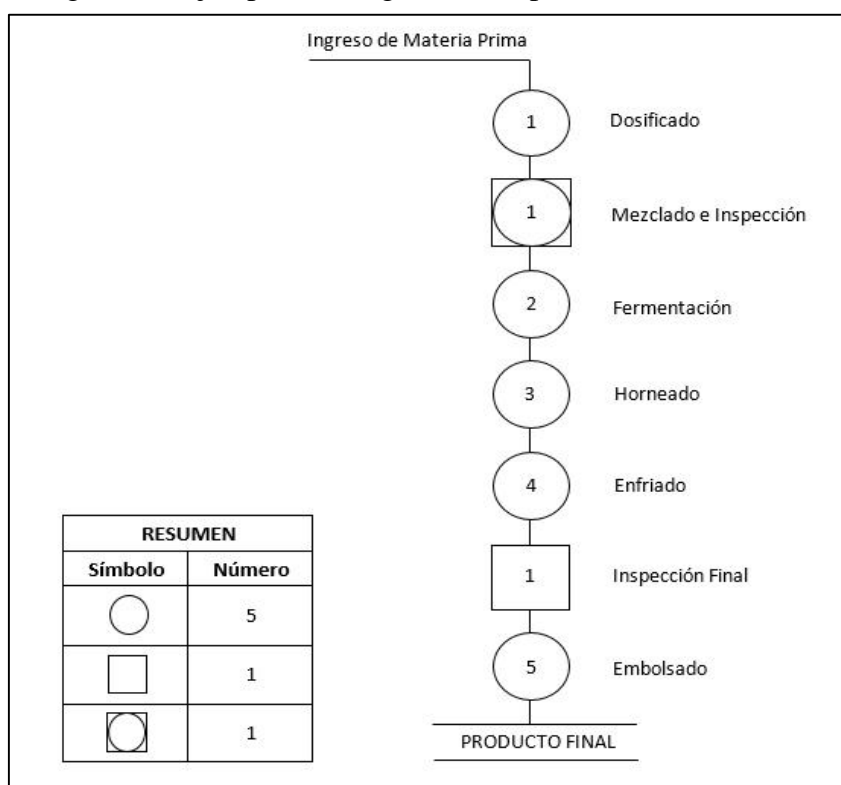 Ingreso de Materia Prima
1 Dosificado
1 Mezclado e Inspección
2 Fermentación
3 Horneado
4 Enfriado
1 Inspección Final
5 Embolsado
PRODUCTO FINAL
RESUMEN
Símbolo Número
5
1
1